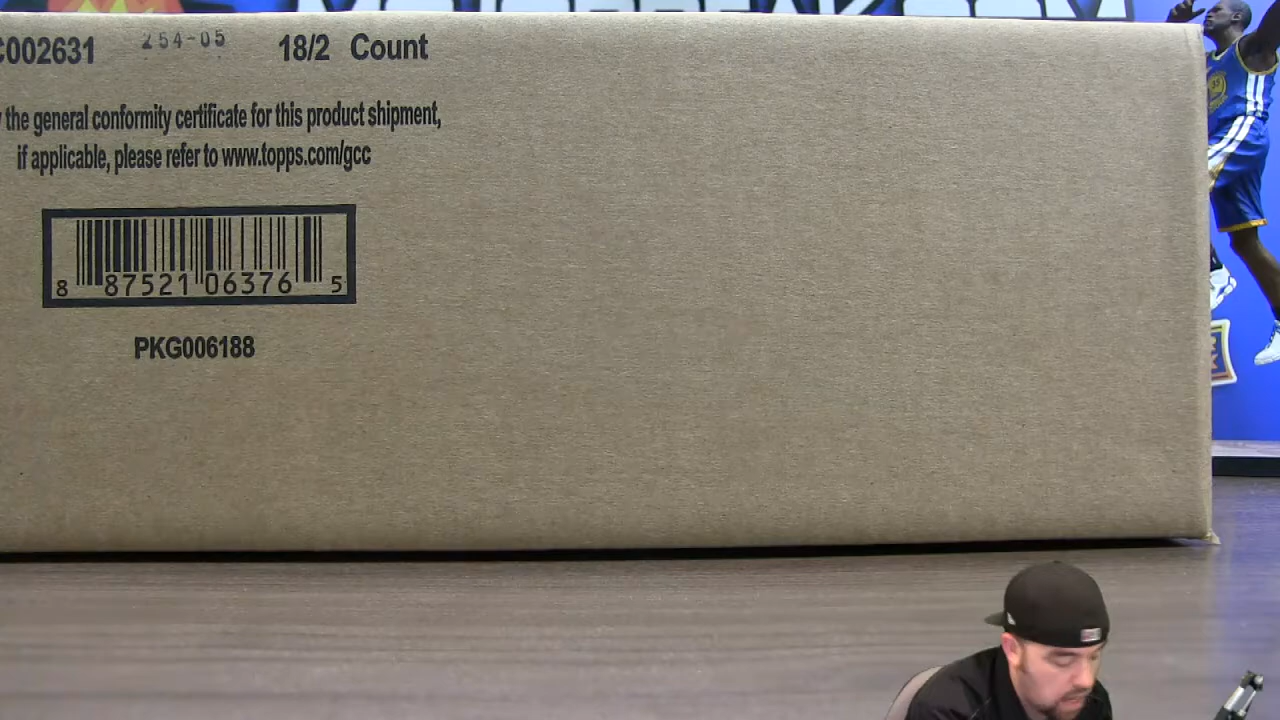 C002631 254-05 18/2 Count
the general conformity certificate for this product shipment,
if applicable, please refer to www.topps.com/gcc
8 87521 06376 5
PKG006188